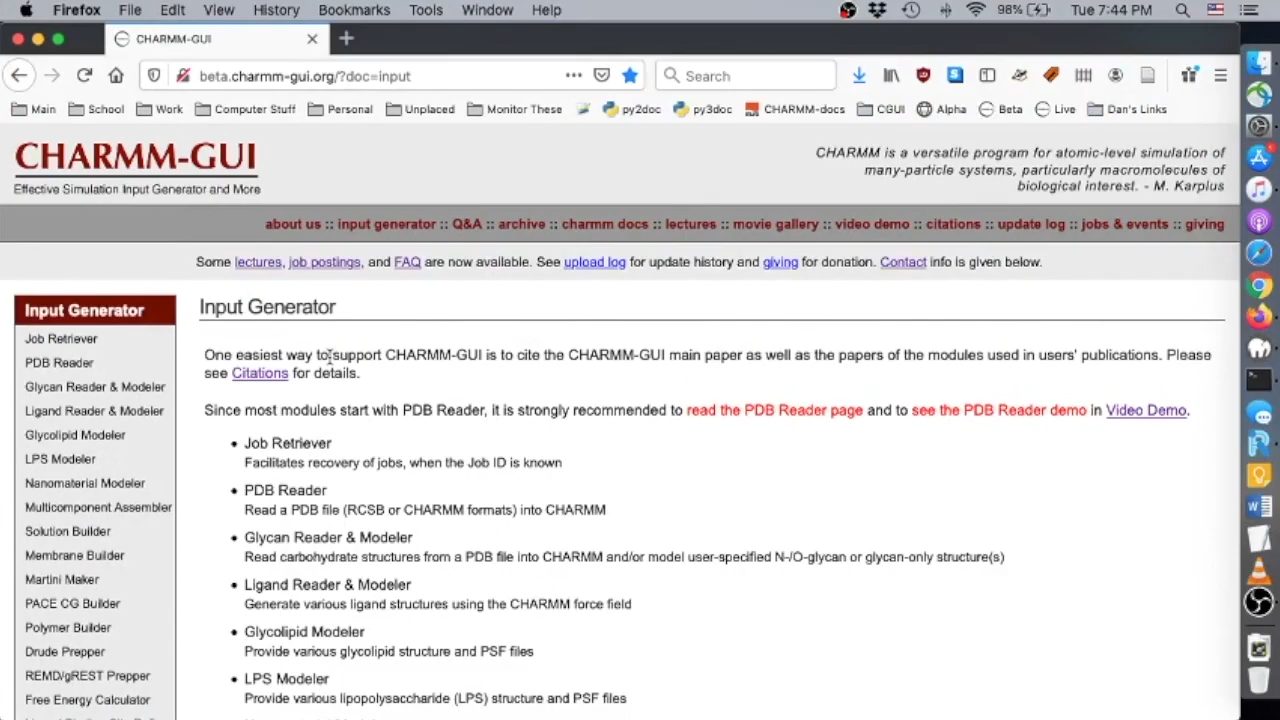 Firefox File Edit View History Bookmarks Tools Window Help 98% Tue 7:44 PM
CHARMM-GUI
beta.charmm-gui.org/?doc=input Search
Main School Work Computer Stuff Personal Unplaced Monitor These py2doc py3doc CHARMM-docs CGUI Alpha Beta Live Dan's Links
CHARMM-GUI
Effective Simulation Input Generator and More
CHARMM is a versatile program for atomic-level simulation of
many-particle systems, particularly macromolecules of
biological interest. - M. Karplus
about us :: input generator :: Q&A :: archive :: charmm docs :: lectures :: movie gallery :: video demo :: citations :: update log :: jobs & events :: giving
Some lectures, job postings, and FAQ are now available. See upload log for update history and giving for donation. Contact info is given below.
Input Generator
Job Retriever
PDB Reader
Glycan Reader & Modeler
Ligand Reader & Modeler
Glycolipid Modeler
LPS Modeler
Nanomaterial Modeler
Multicomponent Assembler
Solution Builder
Membrane Builder
Martini Maker
PACE CG Builder
Polymer Builder
Drude Prepper
REMD/gREST Prepper
Free Energy Calculator
Input Generator
One easiest way to support CHARMM-GUI is to cite the CHARMM-GUI main paper as well as the papers of the modules used in users' publications. Please
see Citations for details.
Since most modules start with PDB Reader, it is strongly recommended to read the PDB Reader page and to see the PDB Reader demo in Video Demo.
• Job Retriever
Facilitates recovery of jobs, when the Job ID is known
• PDB Reader
Read a PDB file (RCSB or CHARMM formats) into CHARMM
• Glycan Reader & Modeler
Read carbohydrate structures from a PDB file into CHARMM and/or model user-specified N-/O-glycan or glycan-only structure(s)
• Ligand Reader & Modeler
Generate various ligand structures using the CHARMM force field
• Glycolipid Modeler
Provide various glycolipid structure and PSF files
• LPS Modeler
Provide various lipopolysaccharide (LPS) structure and PSF files